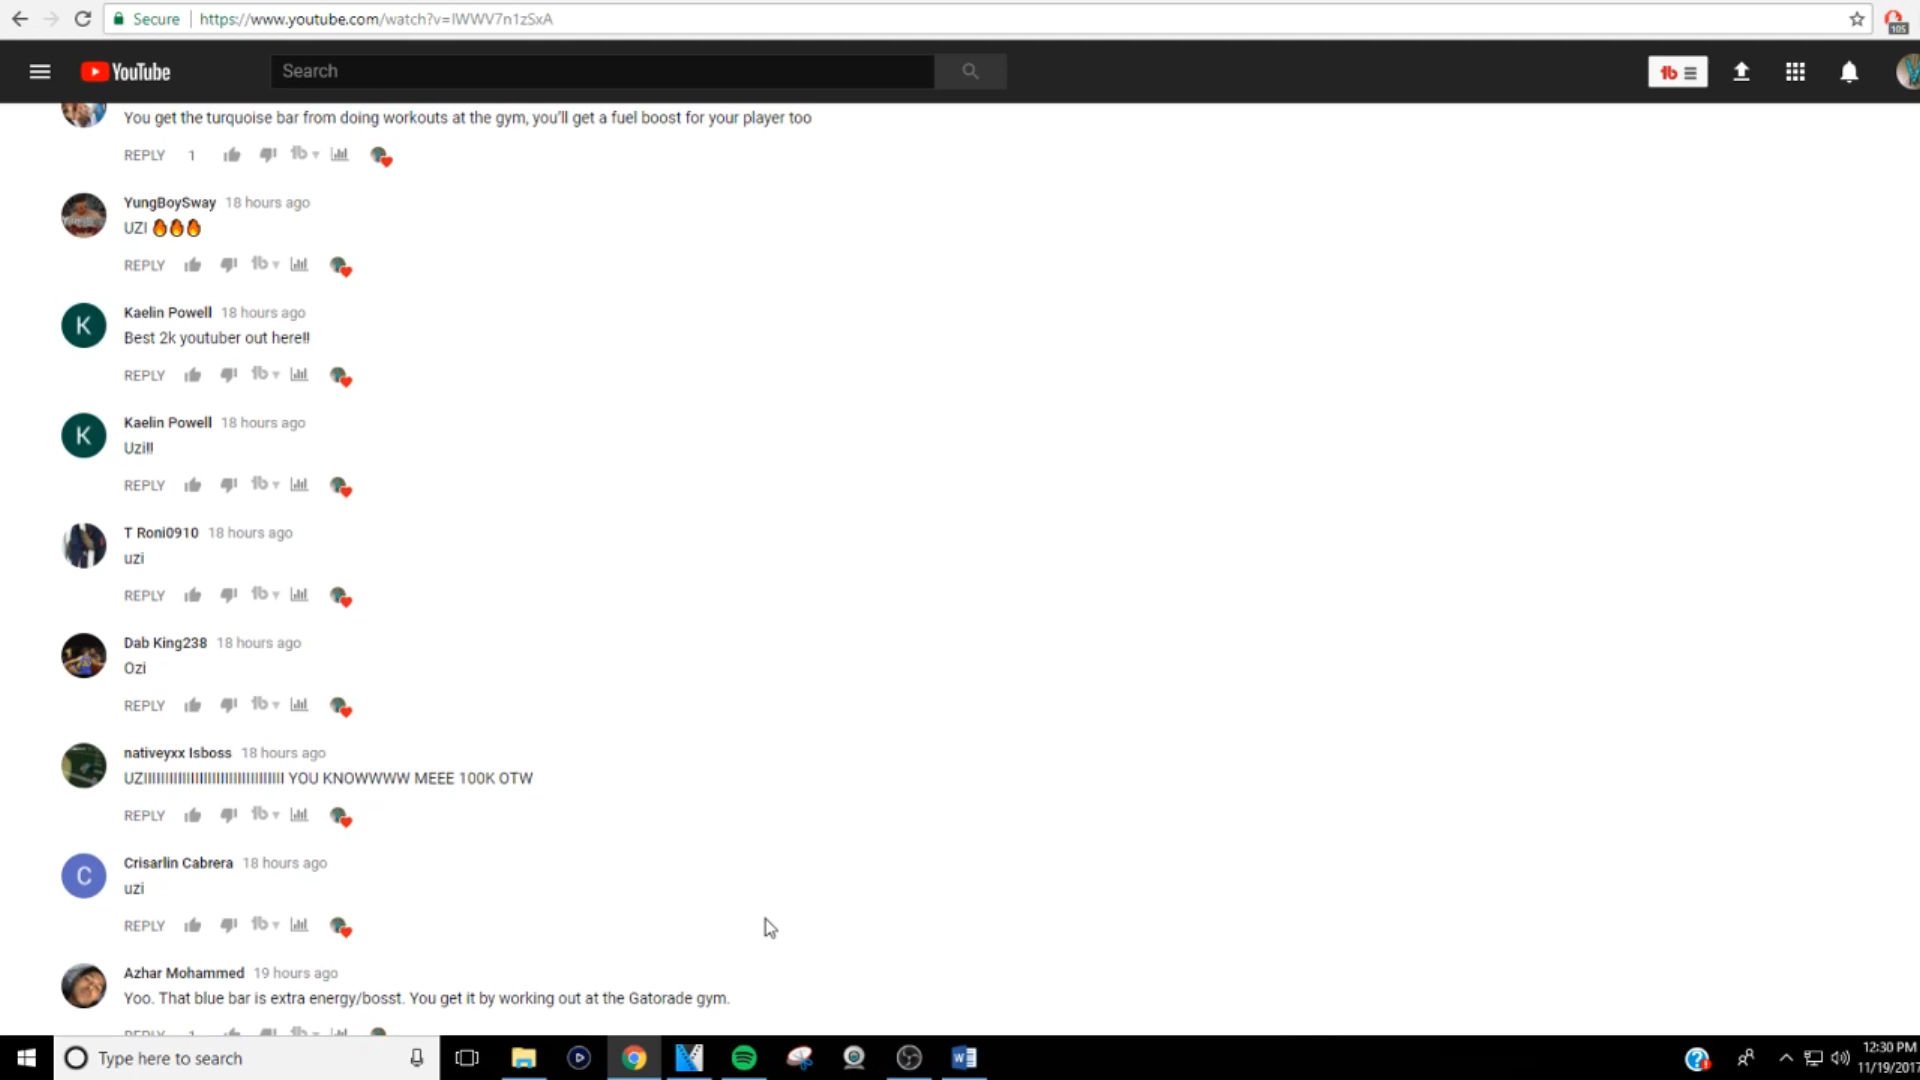 Secure https://www.youtube.com/watch?v=IWWV7n1zSxA
105
YouTube
Search
You get the turquoise bar from doing workouts at the gym, you'll get a fuel boost for your player too
REPLY 1
YungBoySway 18 hours ago
UZI 🔥🔥🔥
REPLY
Kaelin Powell 18 hours ago
Best 2k youtuber out here!!
REPLY
Kaelin Powell 18 hours ago
Uzi!!
REPLY
T Roni0910 18 hours ago
uzi
REPLY
Dab King238 18 hours ago
Ozi
REPLY
nativeyxx Isboss 18 hours ago
UZIIIIIIIIIIIIIIIIIIIIIIIIIIIIIIIIII YOU KNOWWWW MEEE 100K OTW
REPLY
Crisarlin Cabrera 18 hours ago
uzi
REPLY
Azhar Mohammed 19 hours ago
Yoo. That blue bar is extra energy/bosst. You get it by working out at the Gatorade gym.
REPLY 1
Type here to search
12:30 PM
11/19/2017